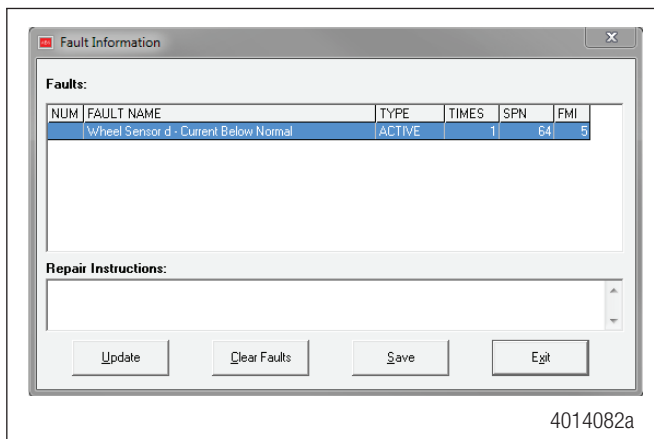 Fault Information
Faults:
NUM FAULT NAME TYPE TIMES SPN FMI
Wheel Sensor d - Current Below Normal ACTIVE 1 64 5
Repair Instructions:
Update Clear Faults Save Exit
4014082a